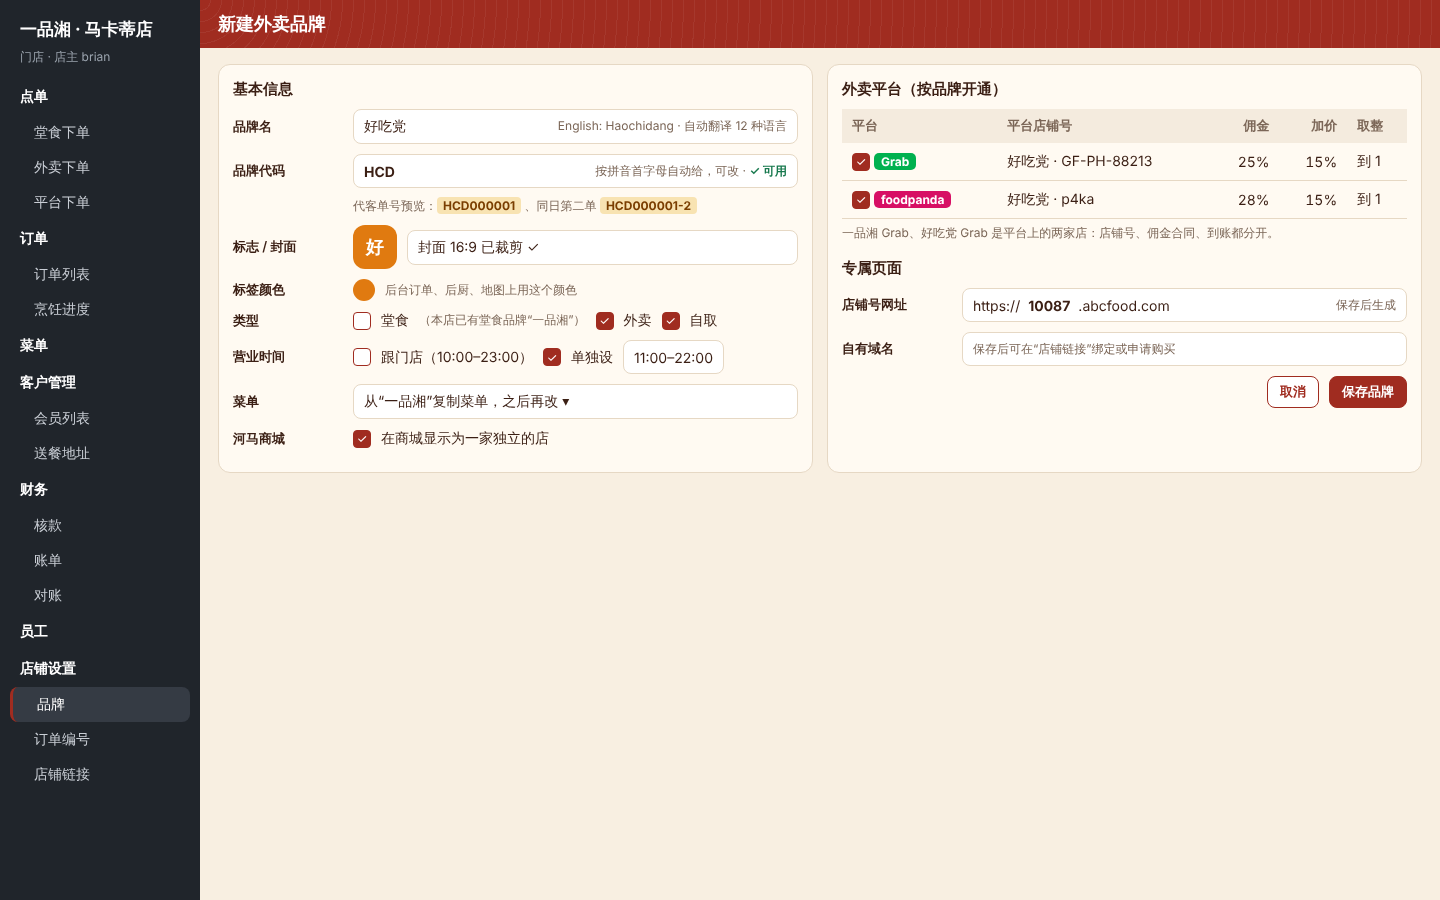 一品湘 · 马卡蒂店
门店 · 店主 brian
点单
堂食下单
外卖下单
平台下单
订单
订单列表
烹饪进度
菜单
客户管理
会员列表
送餐地址
财务
核款
账单
对账
员工
店铺设置
品牌
订单编号
店铺链接
新建外卖品牌
基本信息
品牌名 好吃党 English: Haochidang · 自动翻译 12 种语言
品牌代码 HCD 按拼音首字母自动给，可改 · ✓ 可用
代客单号预览： HCD000001 、同日第二单 HCD000001-2
标志 / 封面 好 封面 16:9 已裁剪 ✓
标签颜色 后台订单、后厨、地图上用这个颜色
类型 堂食 （本店已有堂食品牌“一品湘”） ✓ 外卖 ✓ 自取
营业时间 跟门店（10:00–23:00） ✓ 单独设 11:00–22:00
菜单 从“一品湘”复制菜单，之后再改 ▾
河马商城 ✓ 在商城显示为一家独立的店
外卖平台（按品牌开通）
平台 平台店铺号 佣金 加价 取整
✓ Grab 好吃党 · GF-PH-88213 25% 15% 到 1
✓ foodpanda 好吃党 · p4ka 28% 15% 到 1
一品湘 Grab、好吃党 Grab 是平台上的两家店：店铺号、佣金合同、到账都分开。
专属页面
店铺号网址 https:// 10087 .abcfood.com 保存后生成
自有域名 保存后可在“店铺链接”绑定或申请购买
取消 保存品牌